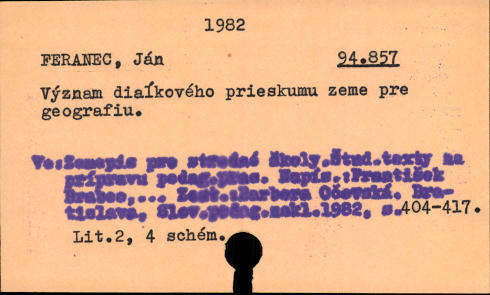 1982
FERANEC, Ján 94.857
Význam diaľkového prieskumu zeme pre
geografiu.
Ve:Zemepis pre stredné školy.Štud.texty na
prípravu pedag.prac. Napís.:František
Brabec,... Zost.:Barbora Očovská. Bra-
tislava, Slov.pedag.nakl.1982, s.404-417.
Lit.2, 4 schém.